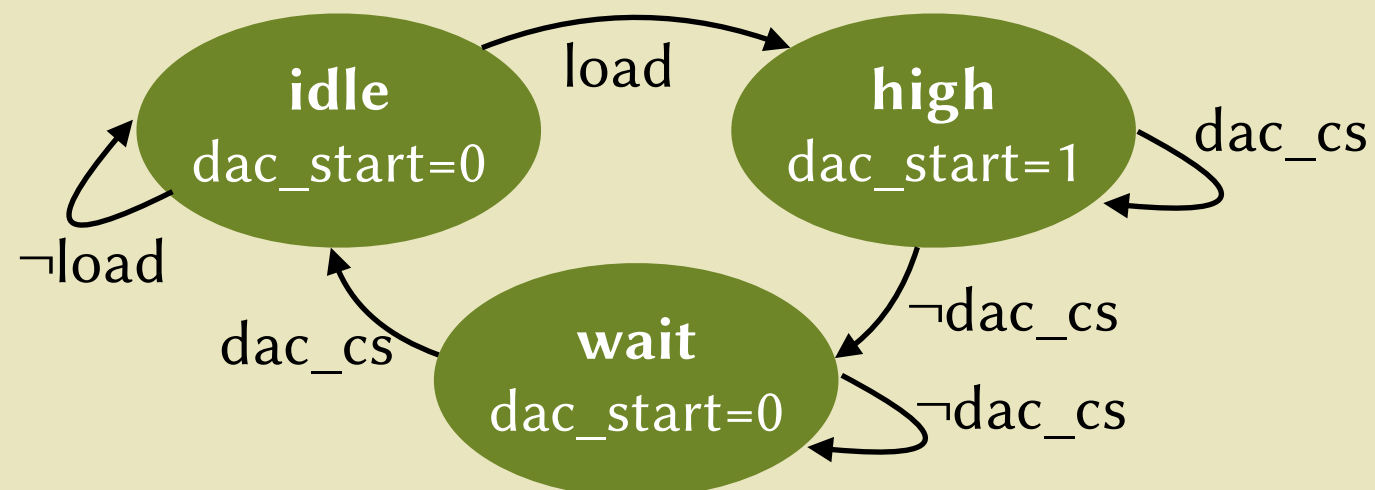 idle
dac_start=0
load
high
dac_start=1
dac_cs
¬load
dac_cs
wait
dac_start=0
¬dac_cs
¬dac_cs